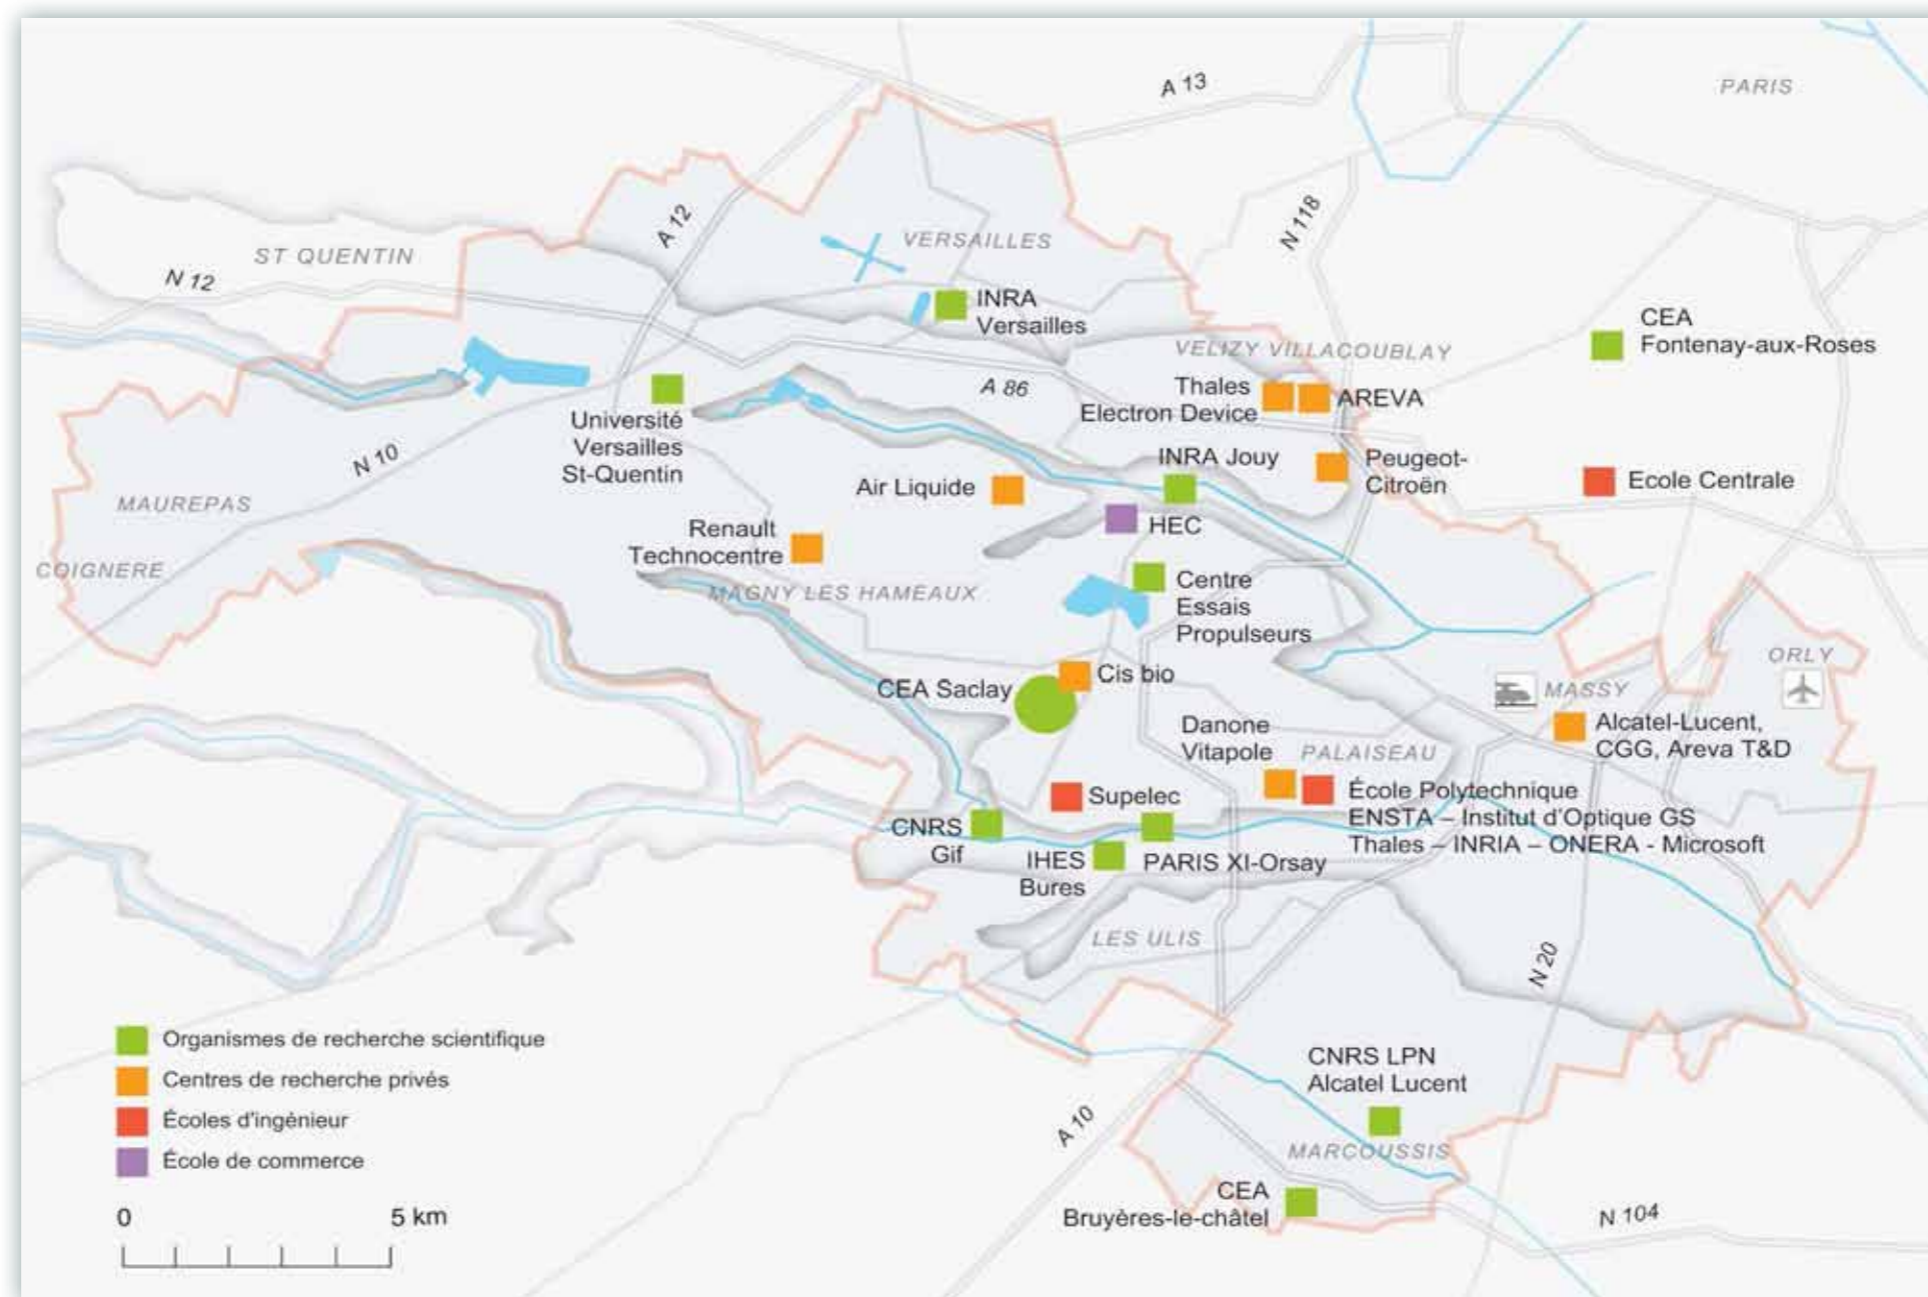 A 13
PARIS
A 12
N 118
VERSAILLES
ST QUENTIN
N 12
INRA
Versailles
CEA
Fontenay-aux-Roses
VELIZY VILLACOUBLAY
A 86
Thales
Electron Device
AREVA
Université
Versailles
St-Quentin
N 10
INRA Jouy
Peugeot-
Citroën
Ecole Centrale
Air Liquide
MAUREPAS
HEC
Renault
Technocentre
COIGNERE
MAGNY LES HAMEAUX
Centre
Essais
Propulseurs
ORLY
Cis bio
CEA Saclay
MASSY
Danone
Vitapole
PALAISEAU
Alcatel-Lucent,
CGG, Areva T&D
Supelec
École Polytechnique
ENSTA – Institut d'Optique GS
Thales – INRIA – ONERA - Microsoft
CNRS
Gif
IHES
Bures
PARIS XI-Orsay
LES ULIS
N 20
Organismes de recherche scientifique
Centres de recherche privés
Écoles d'ingénieur
École de commerce
0 5 km
CNRS LPN
Alcatel Lucent
A 10
MARCOUSSIS
CEA
Bruyères-le-châtel
N 104